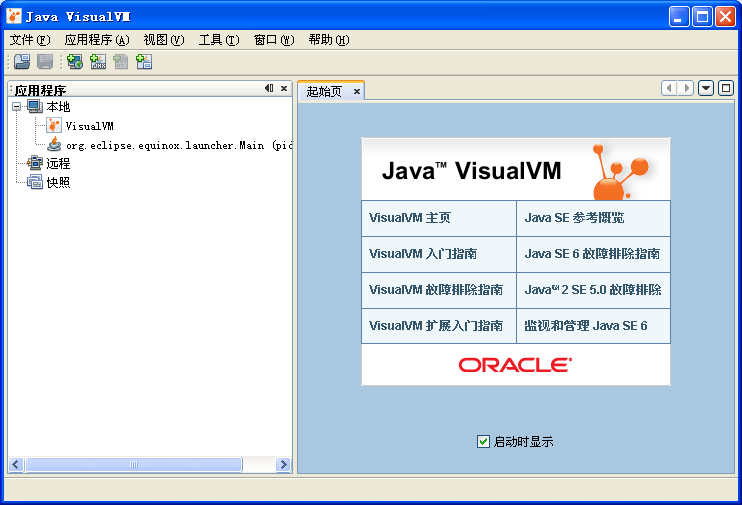 Java VisualVM
文件(F) 应用程序(A) 视图(V) 工具(T) 窗口(W) 帮助(H)
应用程序
本地
VisualVM
org.eclipse.equinox.launcher.Main (pid
远程
快照
起始页
Java™ VisualVM
VisualVM 主页
Java SE 参考概览
VisualVM 入门指南
Java SE 6 故障排除指南
VisualVM 故障排除指南
Java™ 2 SE 5.0 故障排除
VisualVM 扩展入门指南
监视和管理 Java SE 6
ORACLE®
启动时显示